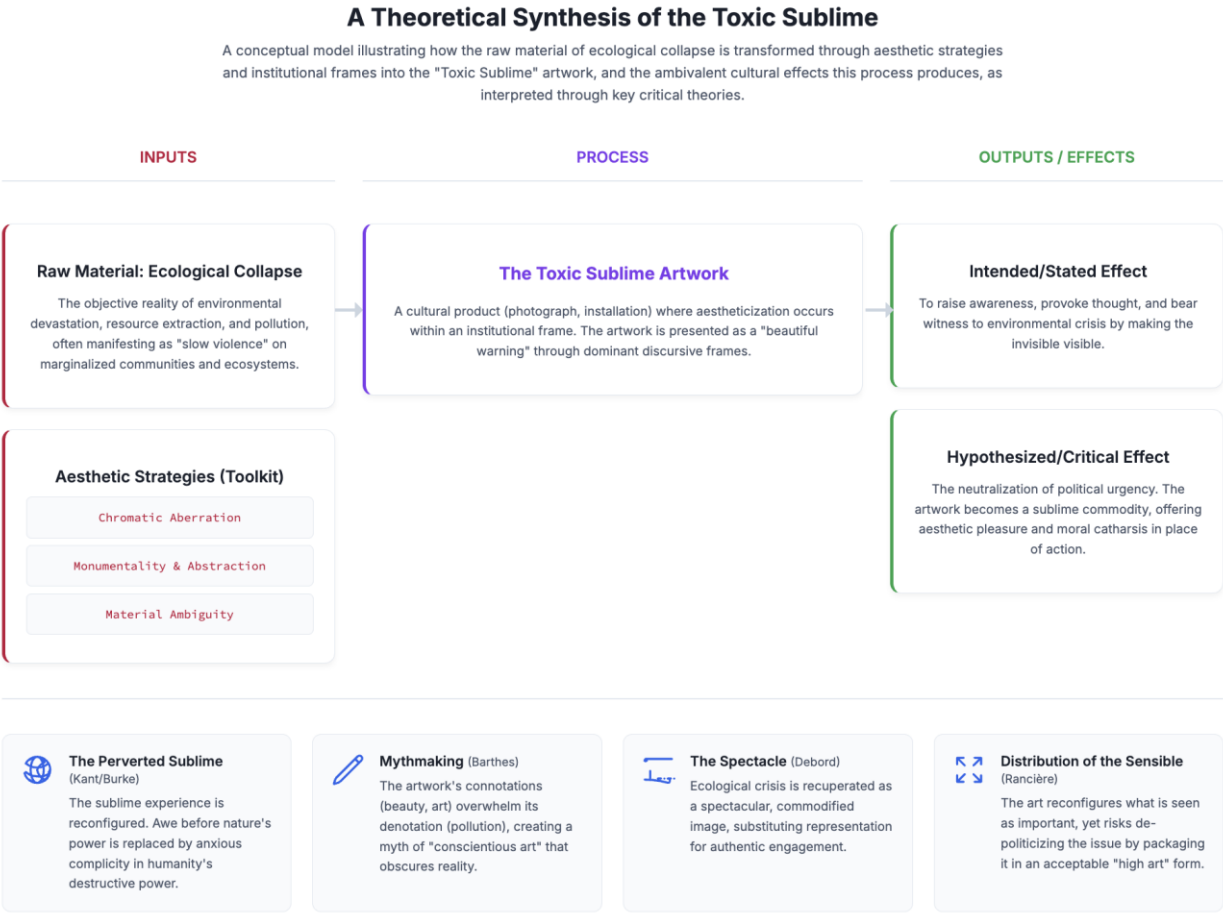 A Theoretical Synthesis of the Toxic Sublime
A conceptual model illustrating how the raw material of ecological collapse is transformed through aesthetic strategies
and institutional frames into the "Toxic Sublime" artwork, and the ambivalent cultural effects this process produces, as
interpreted through key critical theories.
INPUTS
Raw Material: Ecological Collapse
The objective reality of environmental
devastation, resource extraction, and pollution,
often manifesting as "slow violence" on
marginalized communities and ecosystems.
Aesthetic Strategies (Toolkit)
Chromatic Aberration
Monumentality & Abstraction
Material Ambiguity
PROCESS
The Toxic Sublime Artwork
A cultural product (photograph, installation) where aestheticization occurs
within an institutional frame. The artwork is presented as a "beautiful
warning" through dominant discursive frames.
OUTPUTS / EFFECTS
Intended/Stated Effect
To raise awareness, provoke thought, and bear
witness to environmental crisis by making the
invisible visible.
Hypothesized/Critical Effect
The neutralization of political urgency. The
artwork becomes a sublime commodity, offering
aesthetic pleasure and moral catharsis in place
of action.
The Perverted Sublime
(Kant/Burke)
The sublime experience is
reconfigured. Awe before nature's
power is replaced by anxious
complicity in humanity's
destructive power.
Mythmaking (Barthes)
The artwork's connotations
(beauty, art) overwhelm its
denotation (pollution), creating a
myth of "conscientious art" that
obscures reality.
The Spectacle (Debord)
Ecological crisis is recuperated as
a spectacular, commodified
image, substituting representation
for authentic engagement.
Distribution of the Sensible
(Rancière)
The art reconfigures what is seen
as important, yet risks de-
politicizing the issue by packaging
it in an acceptable "high art" form.